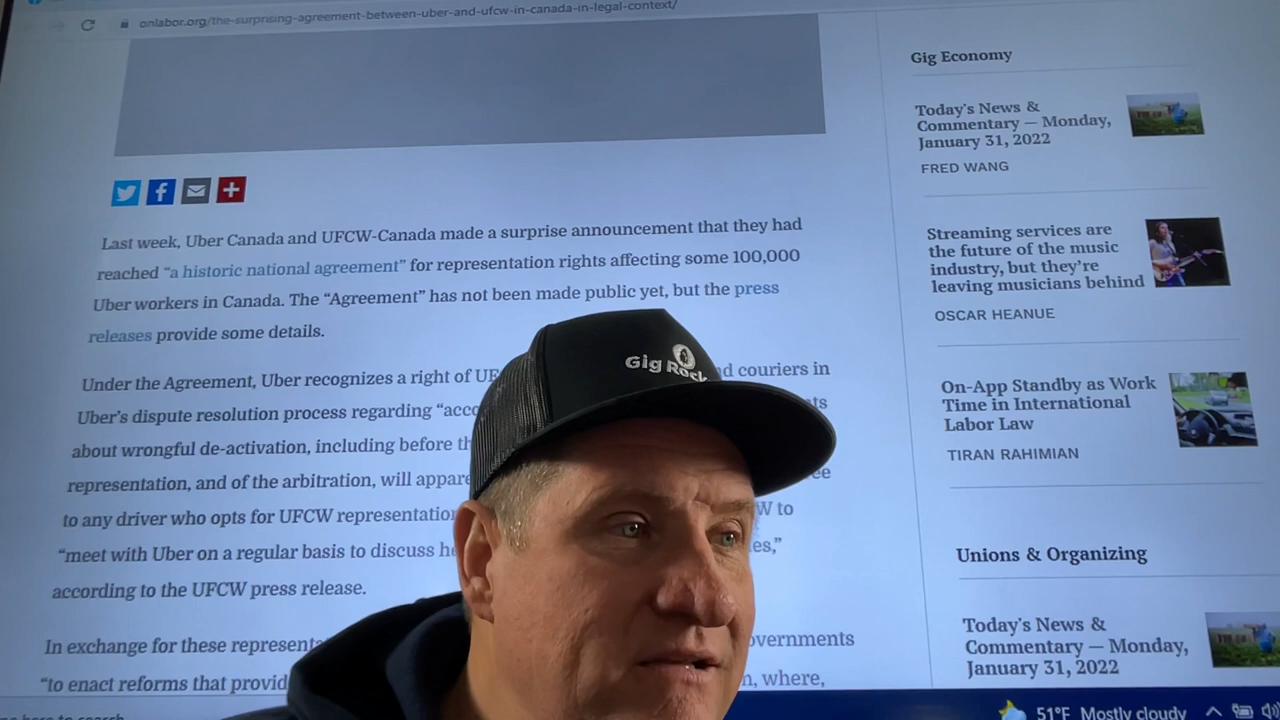 onlabor.org/the-surprising-agreement-between-uber-and-ufcw-in-canada-in-legal-context/
Last week, Uber Canada and UFCW-Canada made a surprise announcement that they had
reached “a historic national agreement” for representation rights affecting some 100,000
Uber workers in Canada. The “Agreement” has not been made public yet, but the press
releases provide some details.
Under the Agreement, Uber recognizes a right of couriers in
Uber’s dispute resolution process regarding
about wrongful de-activation, including before
representation, and of the arbitration, will
to any driver who opts for UFCW to
“meet with Uber on a regular basis to discuss
according to the UFCW press release.
In exchange for these
“to enact reforms that where,
Gig Rock
Gig Economy
Today's News &
Commentary — Monday,
January 31, 2022
FRED WANG
Streaming services are
the future of the music
industry, but they’re
leaving musicians behind
OSCAR HEANUE
On-App Standby as Work
Time in International
Labor Law
TIRAN RAHIMIAN
Unions & Organizing
Today's News &
Commentary — Monday,
January 31, 2022
51°F Mostly cloudy